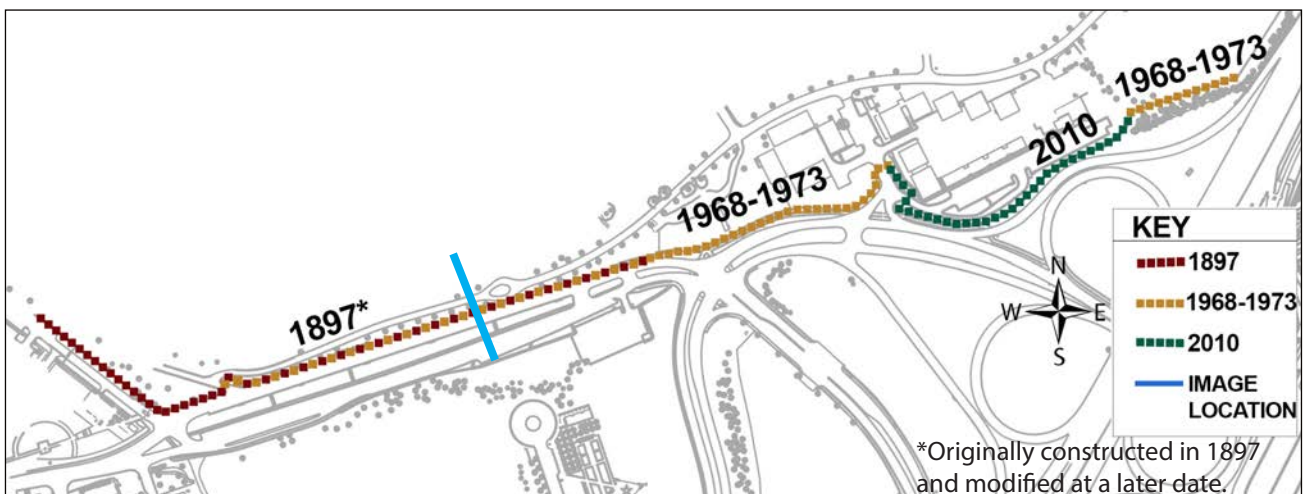 1968-1973
2010
1968-1973
1897*
KEY
1897
1968-1973
2010
IMAGE
LOCATION
N
W E
S
*Originally constructed in 1897
and modified at a later date.